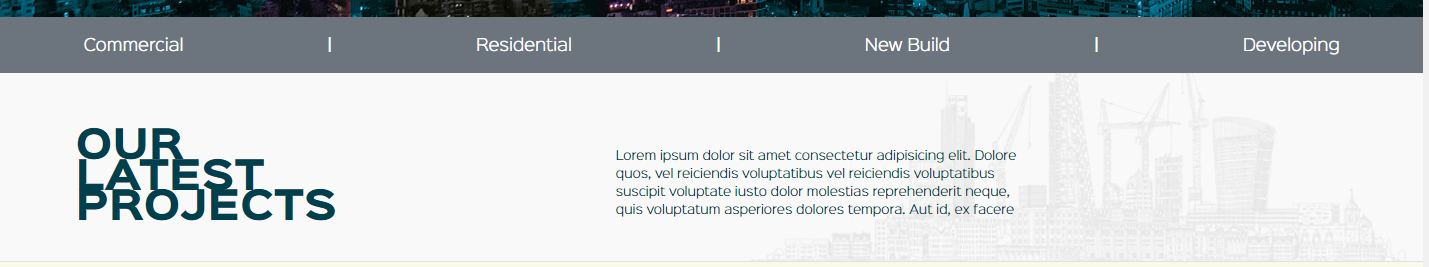 Commercial | Residential | New Build | Developing
OUR
LATEST
PROJECTS
Lorem ipsum dolor sit amet consectetur adipisicing elit. Dolore
quos, vel reiciendis voluptatibus vel reiciendis voluptatibus
suscipit voluptate iusto dolor molestias reprehenderit neque,
quis voluptatum asperiores dolores tempora. Aut id, ex facere